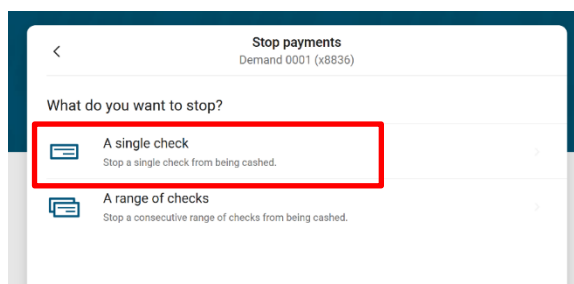 Stop payments
Demand 0001 (x8836)
What do you want to stop?
A single check
Stop a single check from being cashed.
A range of checks
Stop a consecutive range of checks from being cashed.